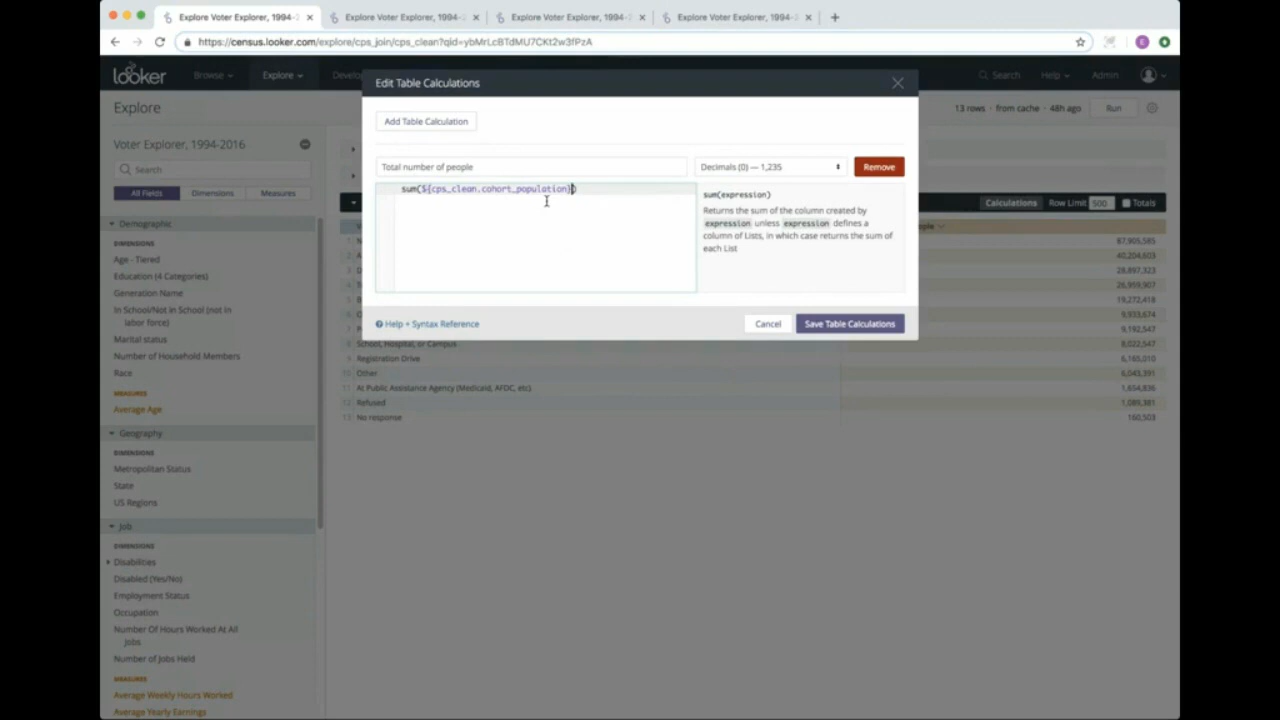 Explore Voter Explorer, 1994-2
Explore Voter Explorer, 1994-2
Explore Voter Explorer, 1994-2
Explore Voter Explorer, 1994-2
https://census.looker.com/explore/cps_join/cps_clean?qid=ybMrLcBTdMU7CKt2w3fPzA
E
looker
Browse
Explore
Develo
Search
Help
Admin
Edit Table Calculations
Explore
13 rows · from cache · 48h ago
Run
Add Table Calculation
Voter Explorer, 1994-2016
Search
All Fields
Dimensions
Measures
Total number of people
Decimals (0) — 1,235
Remove
sum(${cps_clean.cohort_population})
sum(expression)
Returns the sum of the column created by
expression unless expression defines a
column of Lists, in which case returns the sum of
each List
Calculations
Row Limit
500
Totals
Demographic
DIMENSIONS
Age - Tiered
Education (4 Categories)
Generation Name
In School/Not in School (not in
labor force)
Marital status
Number of Household Members
Race
MEASURES
Average Age
Geography
DIMENSIONS
Metropolitan Status
State
US Regions
Job
DIMENSIONS
Disabilities
Disabled (Yes/No)
Employment Status
Occupation
Number Of Hours Worked At All
Jobs
Number of Jobs Held
MEASURES
Average Weekly Hours Worked
Average Yearly Earnings
Help + Syntax Reference
Cancel
Save Table Calculations
87,905,585
40,204,603
28,897,323
26,959,907
19,272,418
9,933,674
9,192,547
8 School, Hospital, or Campus 8,022,547
9 Registration Drive 6,165,010
10 Other 6,043,391
11 At Public Assistance Agency (Medicaid, AFDC, etc) 1,654,836
12 Refused 1,089,381
13 No response 160,503